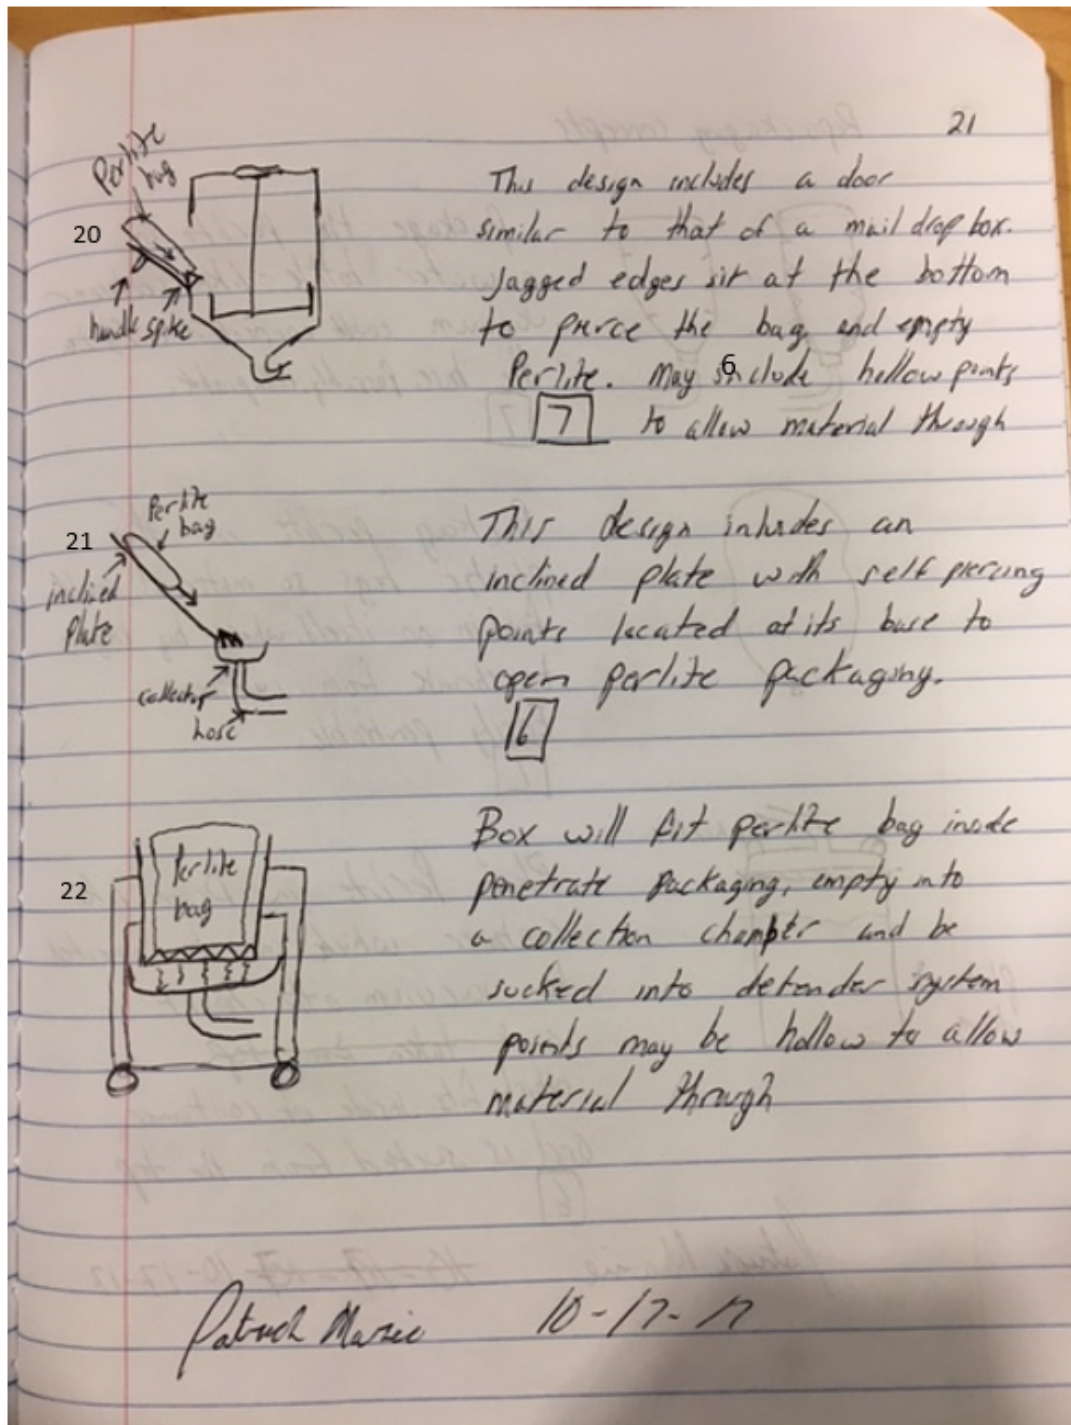 21
Perlite
bag
20
handle spike
This design includes a door
similar to that of a mail drop box.
Jagged edges sit at the bottom
to pierce the bag and empty
Perlite. May include hollow points
6
7 to allow material through
21
Perlite
bag
inclined
plate
collector
hose
This design inludes an
inclined plate with self piercing
points located at its base to
open perlite packaging.
6
22
Perlite
bag
Box will fit perlite bag inside
penetrate packaging, empty into
a collection chamber and be
sucked into defender system
points may be hollow to allow
material through
10-17-17